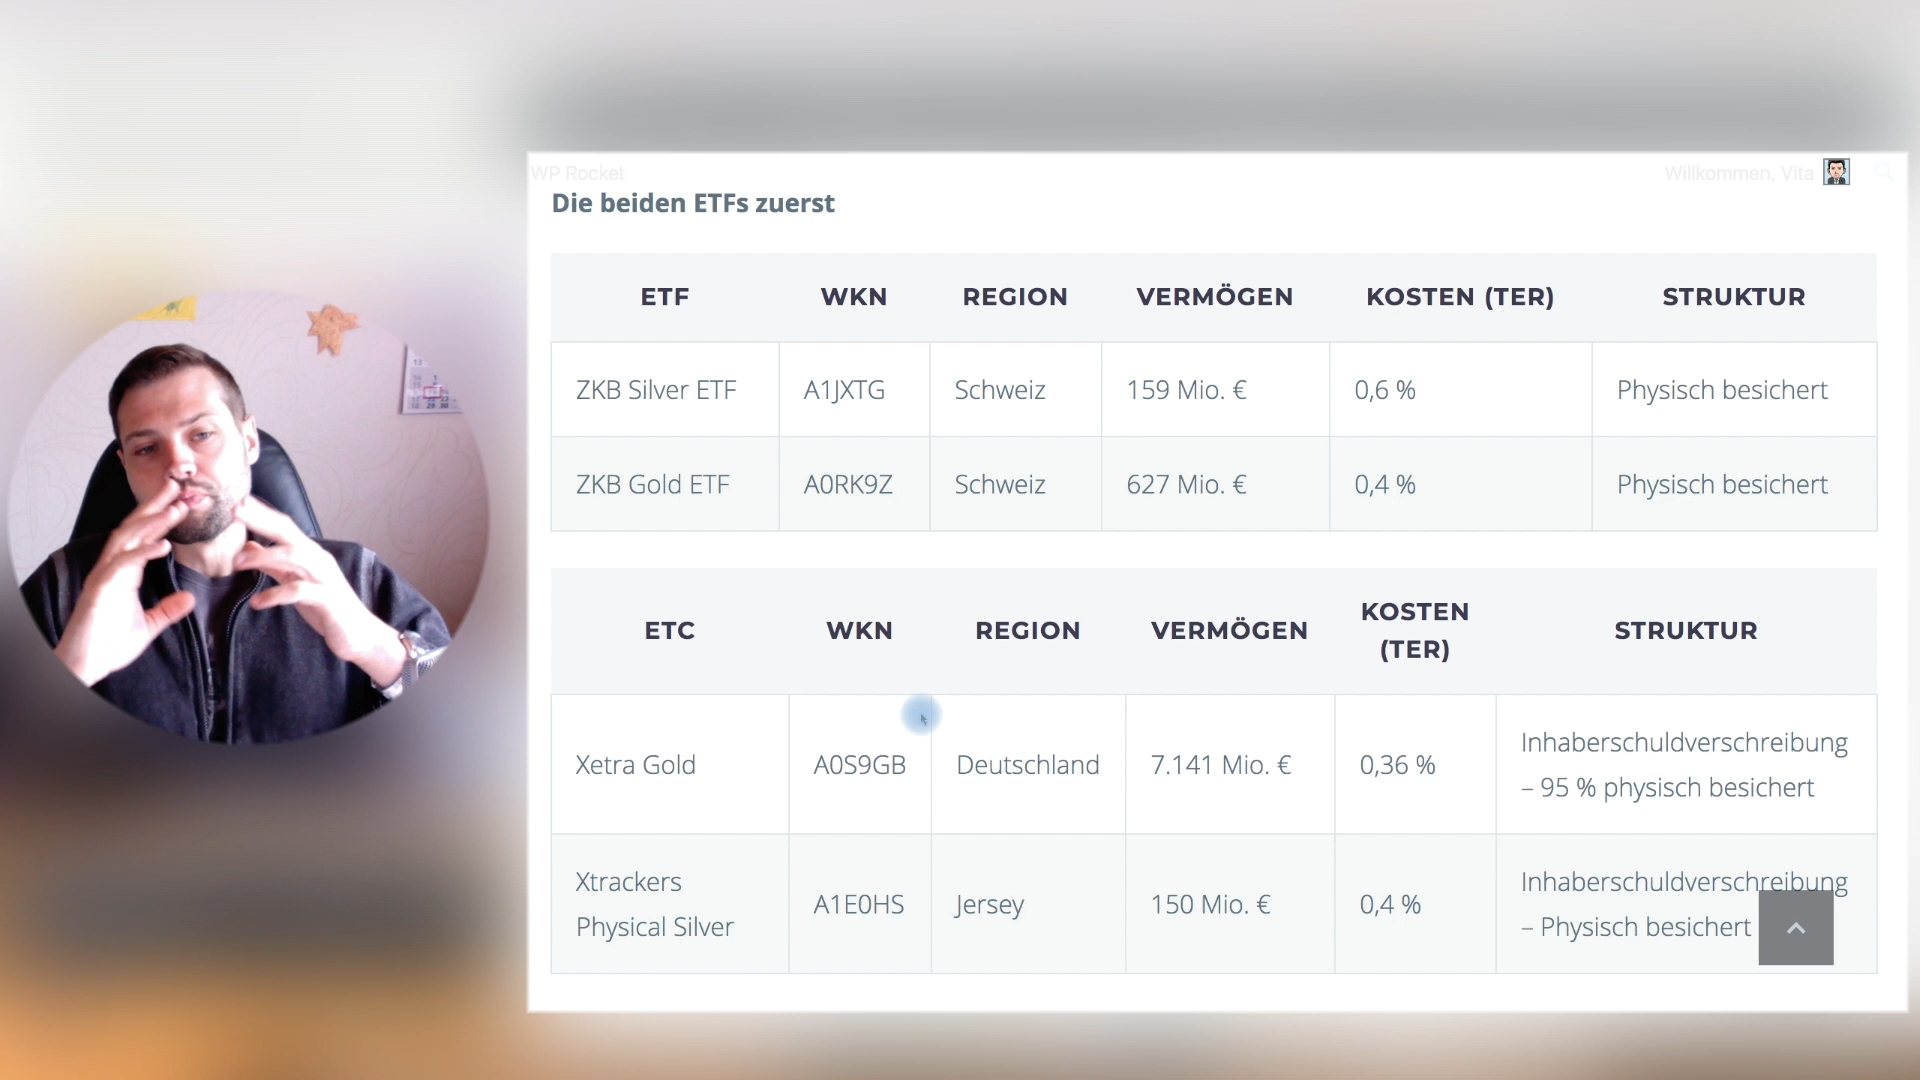 WP Rocket
Willkommen, Vita
Die beiden ETFs zuerst
ETF WKN REGION VERMÖGEN KOSTEN (TER) STRUKTUR
ZKB Silver ETF A1JXTG Schweiz 159 Mio. € 0,6 % Physisch besichert
ZKB Gold ETF A0RK9Z Schweiz 627 Mio. € 0,4 % Physisch besichert
ETC WKN REGION VERMÖGEN KOSTEN (TER) STRUKTUR
Xetra Gold A0S9GB Deutschland 7.141 Mio. € 0,36 % Inhaberschuldverschreibung – 95 % physisch besichert
Xtrackers Physical Silver A1E0HS Jersey 150 Mio. € 0,4 % Inhaberschuldverschreibung – Physisch besichert